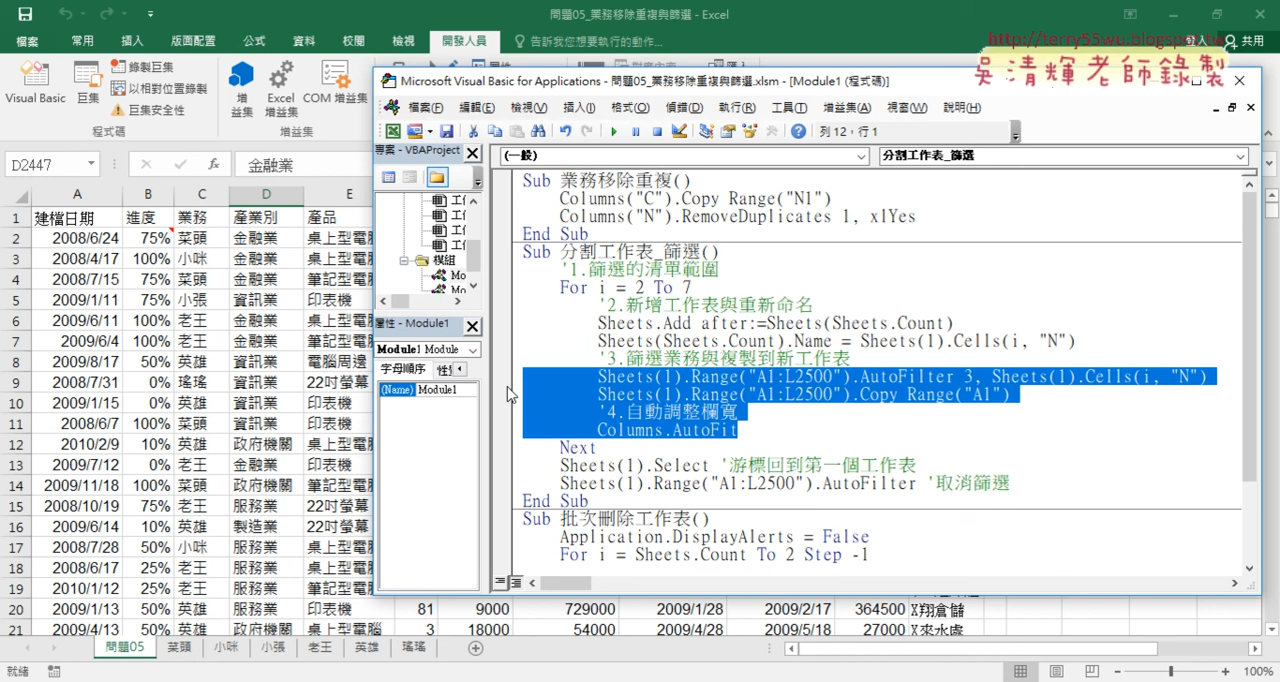 問題05_業務移除重複與篩選 - Excel
檔案 常用 插入 版面配置 公式 資料 校閱 檢視 開發人員 告訴我您想要執行的動作... 登入 共用
http://terry55wu.blogspot.tw
吳清輝老師錄製
Visual Basic 巨集 錄製巨集
以相對位置錄製
巨集安全性
程式碼
增益集 Excel 增益集 COM 增益集
增益集
D2447 金融業
Microsoft Visual Basic for Applications - 問題05_業務移除重複與篩選.xlsm - [Module1 (程式碼)]
檔案(F) 編輯(E) 檢視(V) 插入(I) 格式(O) 偵錯(D) 執行(R) 工具(T) 增益集(A) 視窗(W) 說明(H)
列 12，行 1
專案 - VBAProject
模組
屬性 - Module1
Module1 Module
字母順序
(Name) Module1
(一般) 分割工作表_篩選
Sub 業務移除重複()
Columns("C").Copy Range("N1")
Columns("N").RemoveDuplicates 1, xlYes
End Sub
Sub 分割工作表_篩選()
'1.篩選的清單範圍
For i = 2 To 7
'2.新增工作表與重新命名
Sheets.Add after:=Sheets(Sheets.Count)
Sheets(Sheets.Count).Name = Sheets(1).Cells(i, "N")
'3.篩選業務與複製到新工作表
Sheets(1).Range("A1:L2500").AutoFilter 3, Sheets(1).Cells(i, "N")
Sheets(1).Range("A1:L2500").Copy Range("A1")
'4.自動調整欄寬
Columns.AutoFit
Next
Sheets(1).Select '游標回到第一個工作表
Sheets(1).Range("A1:L2500").AutoFilter '取消篩選
End Sub
Sub 批次刪除工作表()
Application.DisplayAlerts = False
For i = Sheets.Count To 2 Step -1
A B C D E
1 建檔日期 進度 業務 產業別 產品
2 2008/6/24 75% 菜頭 金融業 桌上型電腦
3 2008/4/17 100% 小咪 金融業 桌上型電腦
4 2008/7/15 75% 菜頭 金融業 筆記型電腦
5 2009/1/11 75% 小張 資訊業 印表機
6 2009/6/11 100% 老王 金融業 桌上型電腦
7 2009/6/4 100% 老王 金融業 筆記型電腦
8 2009/8/17 50% 英雄 資訊業 電腦周邊
9 2009/7/31 0% 瑤瑤 資訊業 22吋螢幕
10 2009/1/15 0% 英雄 資訊業 印表機
11 2008/6/7 100% 菜頭 資訊業 22吋螢幕
12 2010/2/9 10% 英雄 政府機關 桌上型電腦
13 2009/7/12 0% 老王 金融業 印表機
14 2009/11/18 100% 菜頭 政府機關 筆記型電腦
15 2008/10/19 75% 老王 服務業 22吋螢幕
16 2009/6/14 10% 英雄 製造業 22吋螢幕
17 2008/7/28 50% 小咪 服務業 桌上型電腦
18 2008/6/17 25% 老王 服務業 桌上型電腦
19 2010/1/12 25% 老王 服務業 筆記型電腦
20 2009/1/13 50% 英雄 服務業 印表機 81 9000 729000 2009/1/28 2009/2/17 364500
21 2009/4/13 50% 英雄 政府機關 桌上型電腦 3 18000 54000 2009/4/28 2009/5/18 27000
問題05 菜頭 小咪 小張 老王 英雄 瑤瑤
就緒 100%